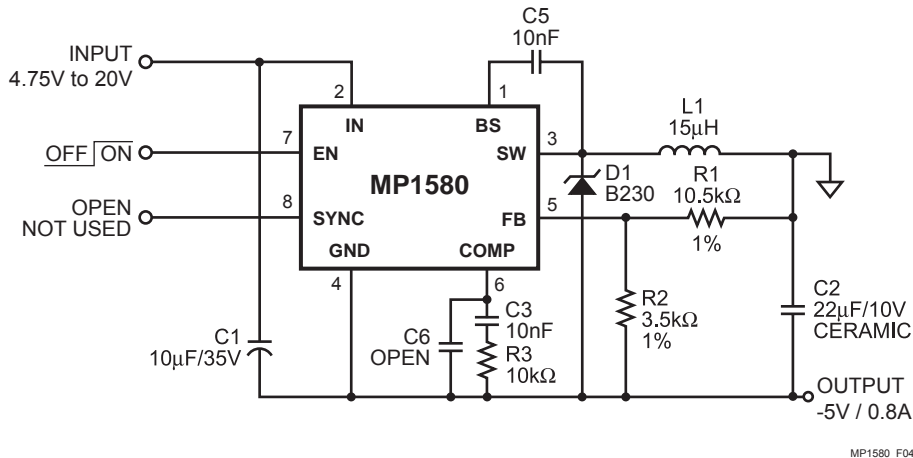 C5
10nF
INPUT
4.75V to 20V
2
1
IN
BS
L1
15μH
7
EN
SW
3
OFF ON
MP1580
D1
B230
R1
10.5kΩ
1%
OPEN
NOT USED
8
SYNC
FB
5
GND
COMP
4
6
R2
3.5kΩ
1%
C2
22μF/10V
CERAMIC
C1
10μF/35V
C6
OPEN
C3
10nF
R3
10kΩ
OUTPUT
-5V / 0.8A
MP1580_F04